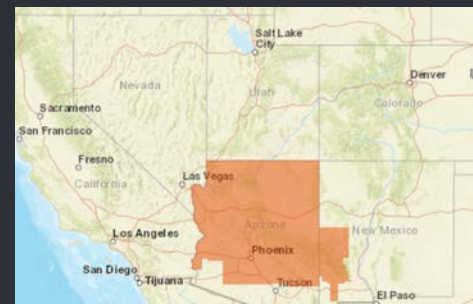 Salt Lake
City
Denver
Nevada
Utah
Colorado
Sacramento
San Francisco
Fresno
Las Vegas
California
Los Angeles
Arizona
New Mexico
Phoenix
San Diego
Tijuana
Tucson
El Paso